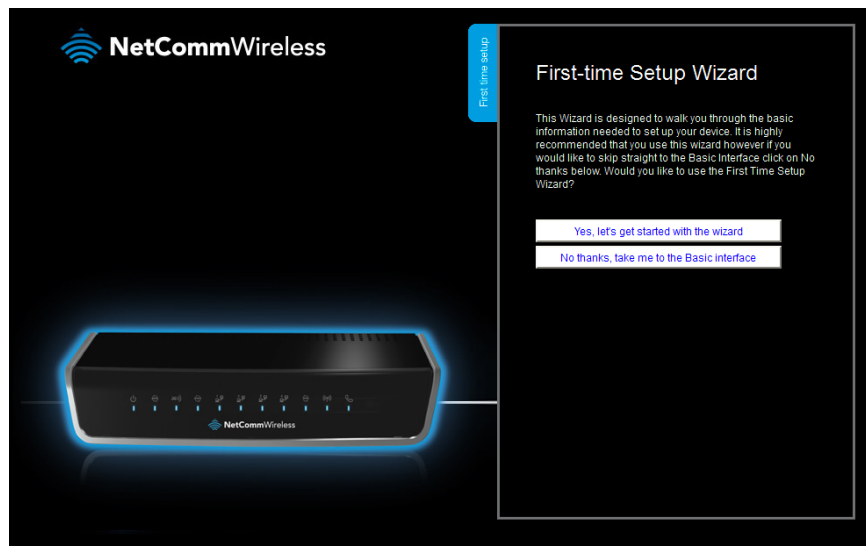 NetCommWireless
First time setup
First-time Setup Wizard
This Wizard is designed to walk you through the basic
information needed to set up your device. It is highly
recommended that you use this wizard however if you
would like to skip straight to the Basic Interface click on No
thanks below. Would you like to use the First Time Setup
Wizard?
Yes, let's get started with the wizard
No thanks, take me to the Basic interface
NetCommWireless